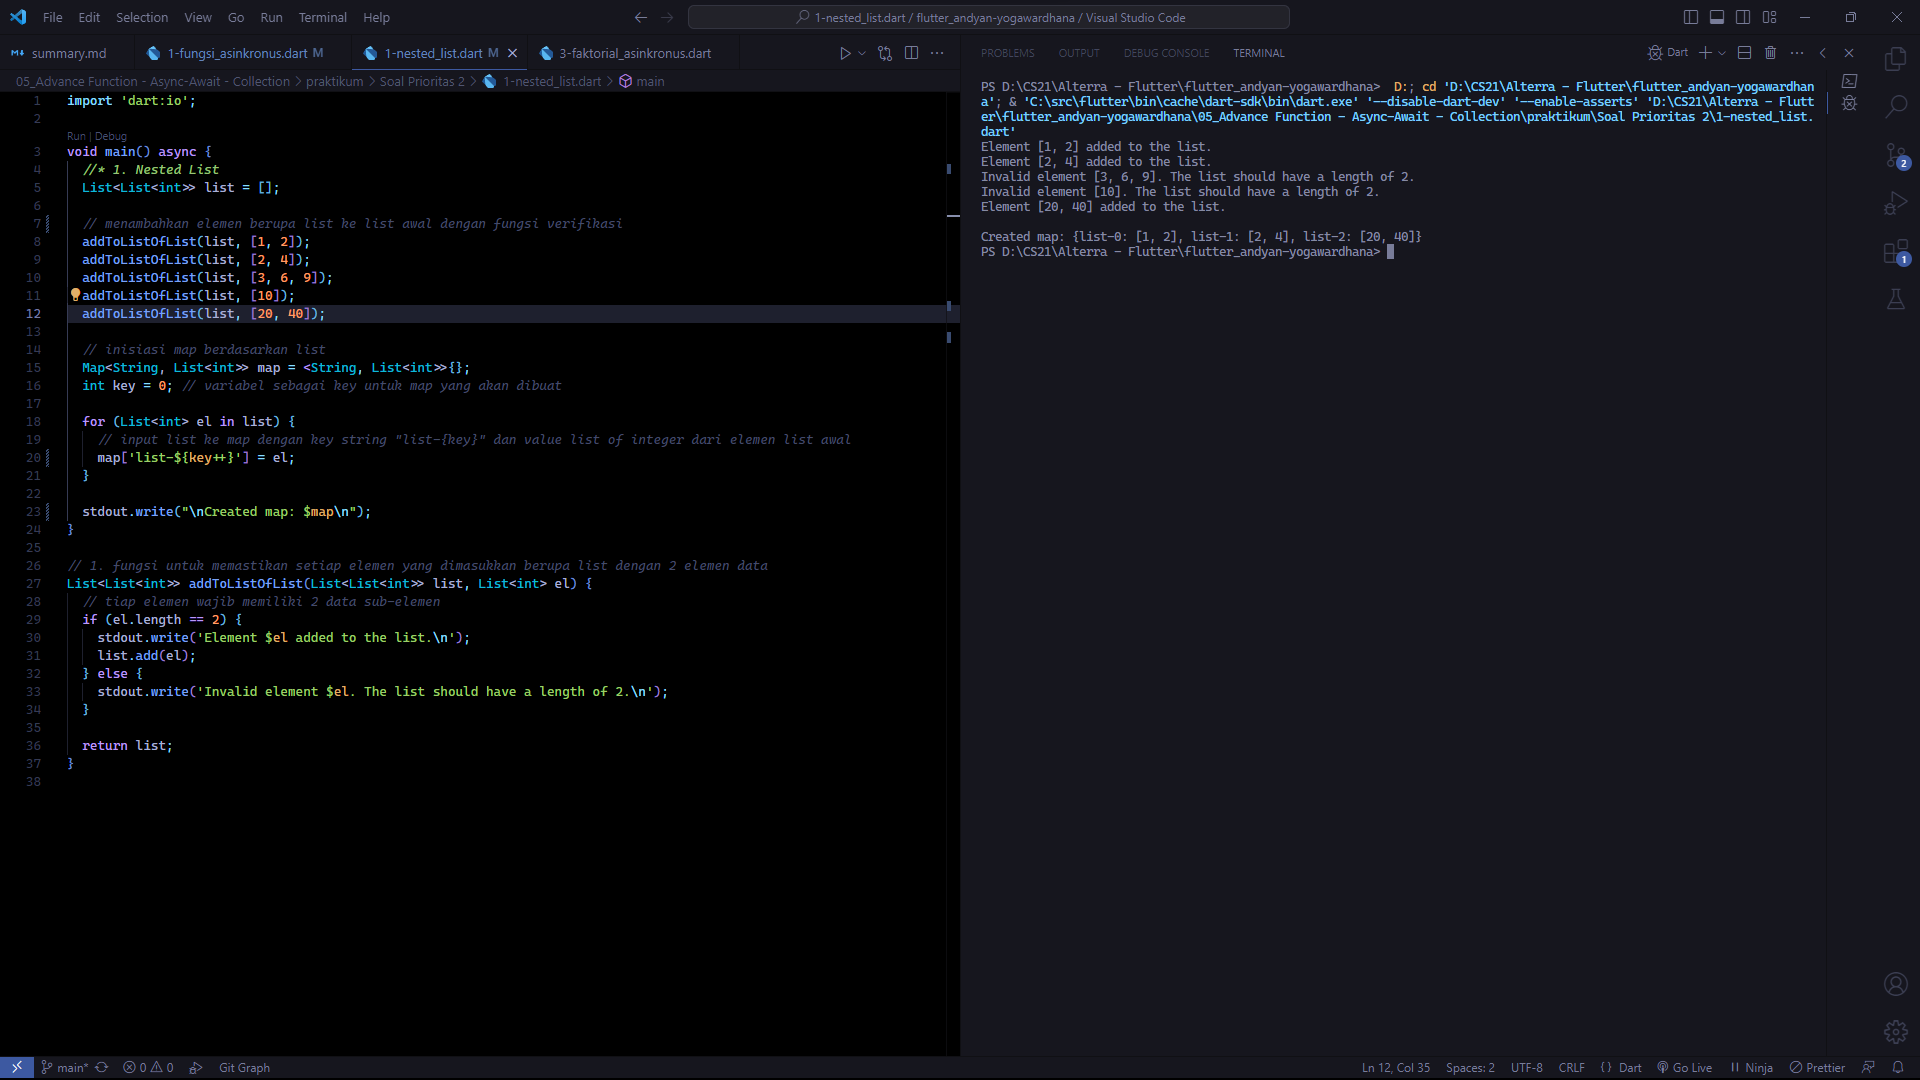 File Edit Selection View Go Run Terminal Help
1-nested_list.dart / flutter_andyan-yogawardhana / Visual Studio Code
summary.md
1-fungsi_asinkronus.dart M
1-nested_list.dart M
3-faktorial_asinkronus.dart
05_Advance Function - Async-Await - Collection > praktikum > Soal Prioritas 2 > 1-nested_list.dart > main
1 import 'dart:io';
2
Run | Debug
3 void main() async {
4 //* 1. Nested List
5 List<List<int>> list = [];
6
7 // menambahkan elemen berupa list ke list awal dengan fungsi verifikasi
8 addToListOfList(list, [1, 2]);
9 addToListOfList(list, [2, 4]);
10 addToListOfList(list, [3, 6, 9]);
11 addToListOfList(list, [10]);
12 addToListOfList(list, [20, 40]);
13
14 // inisiasi map berdasarkan list
15 Map<String, List<int>> map = <String, List<int>>{};
16 int key = 0; // variabel sebagai key untuk map yang akan dibuat
17
18 for (List<int> el in list) {
19 // input list ke map dengan key string "list-{key}" dan value list of integer dari elemen list awal
20 map['list-${key++}'] = el;
21 }
22
23 stdout.write("\nCreated map: $map\n");
24 }
25
26 // 1. fungsi untuk memastikan setiap elemen yang dimasukkan berupa list dengan 2 elemen data
27 List<List<int>> addToListOfList(List<List<int>> list, List<int> el) {
28 // tiap elemen wajib memiliki 2 data sub-elemen
29 if (el.length == 2) {
30 stdout.write('Element $el added to the list.\n');
31 list.add(el);
32 } else {
33 stdout.write('Invalid element $el. The list should have a length of 2.\n');
34 }
35
36 return list;
37 }
38
PROBLEMS OUTPUT DEBUG CONSOLE TERMINAL
Dart
PS D:\CS21\Alterra - Flutter\flutter_andyan-yogawardhana> D:; cd 'D:\CS21\Alterra - Flutter\flutter_andyan-yogawardhan
a'; & 'C:\src\flutter\bin\cache\dart-sdk\bin\dart.exe' '--disable-dart-dev' '--enable-asserts' 'D:\CS21\Alterra - Flutt
er\flutter_andyan-yogawardhana\05_Advance Function - Async-Await - Collection\praktikum\Soal Prioritas 2\1-nested_list.
dart'
Element [1, 2] added to the list.
Element [2, 4] added to the list.
Invalid element [3, 6, 9]. The list should have a length of 2.
Invalid element [10]. The list should have a length of 2.
Element [20, 40] added to the list.
Created map: {list-0: [1, 2], list-1: [2, 4], list-2: [20, 40]}
PS D:\CS21\Alterra - Flutter\flutter_andyan-yogawardhana>
2
1
main* 0 0 Git Graph
Ln 12, Col 35 Spaces: 2 UTF-8 CRLF {} Dart Go Live Ninja Prettier